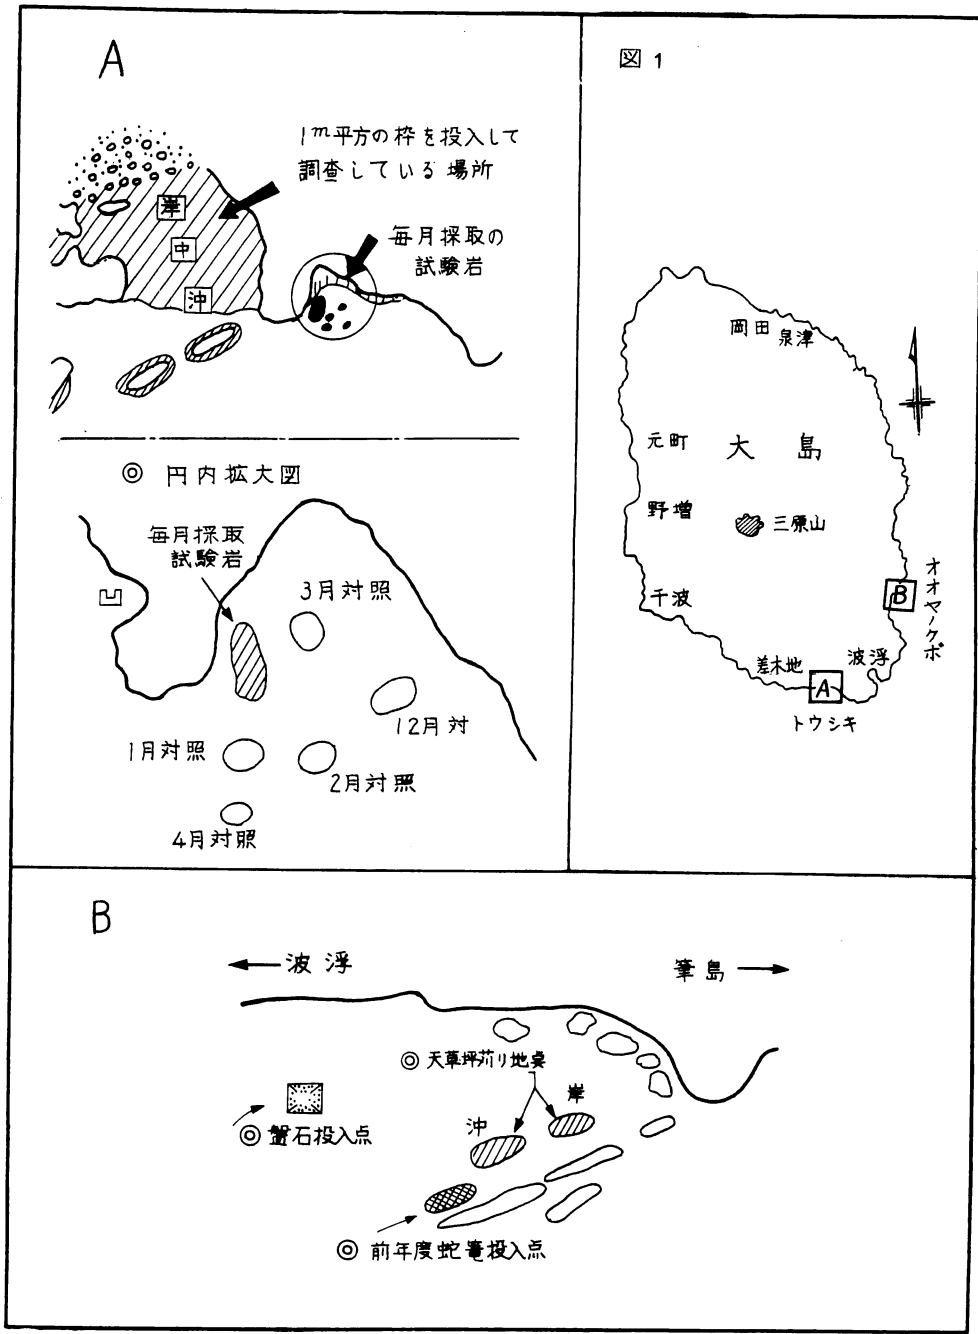 A
1m平方の枠を投入して
調査している場所
岸
中
沖
毎月採取の
試験岩
◎ 円内拡大図
毎月採取
試験岩
凹
3月対照
12月対
1月対照
2月対照
4月対照
図1
岡田
泉津
元町
大島
野増
三原山
千波
オオヤノクボ
B
差木地
波浮
A
トウシキ
B
波浮
筆島
◎ 天草坪苅り地点
岸
沖
◎ 盤石投入点
◎ 前年度蛇篭投入点